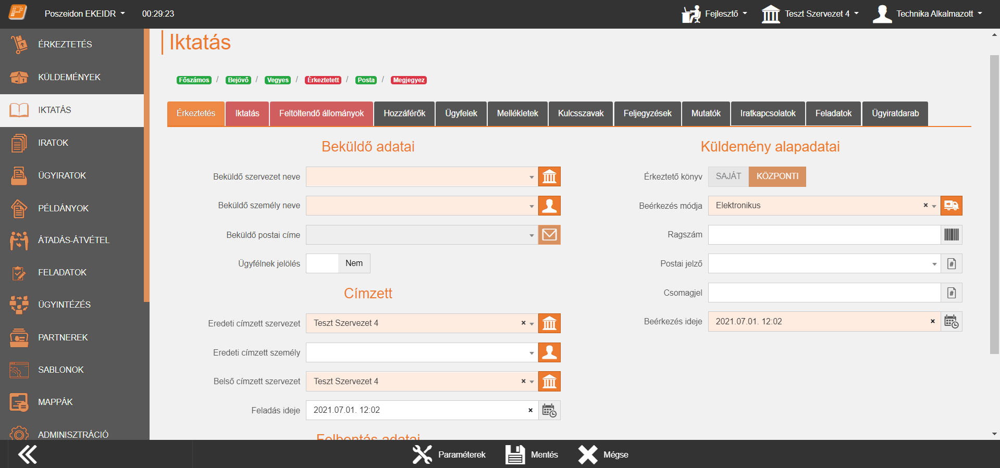 Poszeidon EKEIDR
00:29:23
Fejlesztő
Teszt Szervezet 4
Technika Alkalmazott
ÉRKEZTETÉS
KÜLDEMÉNYEK
IKTATÁS
IRATOK
ÜGYIRATOK
PÉLDÁNYOK
ÁTADÁS-ÁTVÉTEL
FELADATOK
ÜGYINTÉZÉS
PARTNEREK
SABLONOK
MAPPÁK
ADMINISZTRÁCIÓ
Iktatás
Főszámos / Bejövő / Vegyes / Érkeztetett / Posta / Megjegyez
Érkeztetés
Iktatás
Feltöltendő állományok
Hozzáférők
Ügyfelek
Mellékletek
Kulcsszavak
Feljegyzések
Mutatók
Iratkapcsolatok
Feladatok
Ügyiratdarab
Beküldő adatai
Beküldő szervezet neve
Beküldő személy neve
Beküldő postai címe
Ügyfélnek jelölés Nem
Címzett
Eredeti címzett szervezet Teszt Szervezet 4
Eredeti címzett személy
Belső címzett szervezet Teszt Szervezet 4
Feladás ideje 2021.07.01. 12:02
Felbontás adatai
Küldemény alapadatai
Érkeztető könyv SAJÁT KÖZPONTI
Beérkezés módja Elektronikus
Ragszám
Postai jelző
Csomagjel
Beérkezés ideje 2021.07.01. 12:02
Paraméterek
Mentés
Mégse